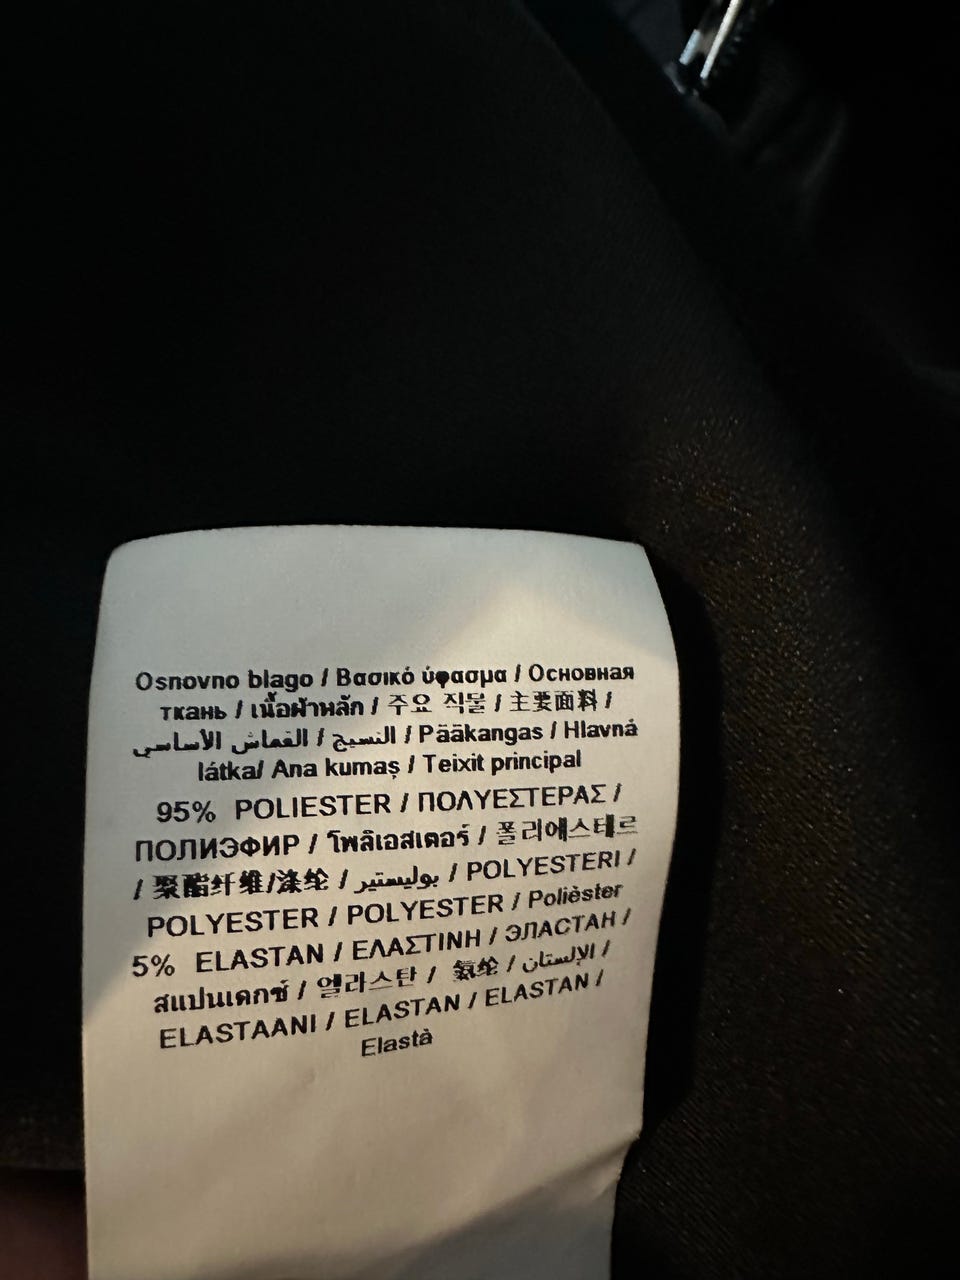 Osnovno blago / Βασικό ύφασμα / Основная
ткань / เนื้อผ้าหลัก / 주요 직물 / 主要面料 /
النسيج / القماش الأساسي / Pääkangas / Hlavná
látka/ Ana kumaş / Teixit principal
95% POLIESTER / ΠΟΛΥΕΣΤΕΡΑΣ /
ПОЛИЭФИР / โพลิเอสเตอร์ / 폴리에스테르
/ 聚酯纤维/涤纶 / بوليستير / POLYESTERI /
POLYESTER / POLYESTER / Polièster
5% ELASTAN / ΕΛΑΣΤΙΝΗ / ЭЛАСТАН /
สแปนเดกซ์ / 엘라스탄 / 氨纶 / الإلستان /
ELASTAANI / ELASTAN / ELASTAN /
Elastà